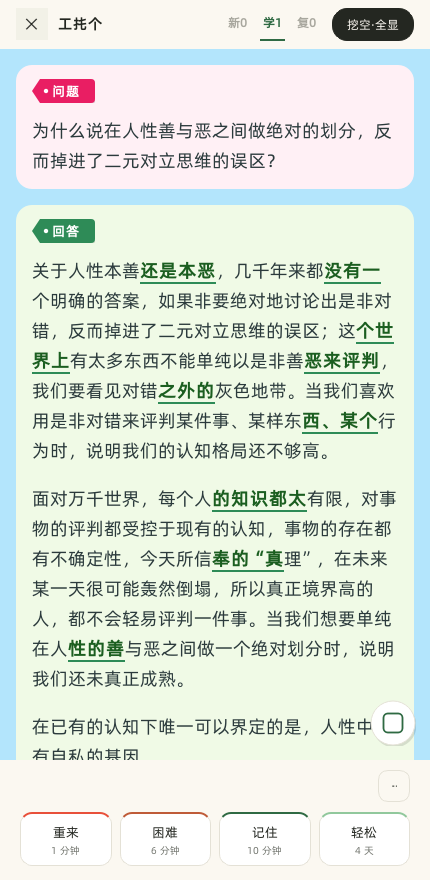 工共个
新0 学1 复0 挖空·全显
• 问题
为什么说在人性善与恶之间做绝对的划分，反
而掉进了二元对立思维的误区？
• 回答
关于人性本善还是本恶，几千年来都没有一
个明确的答案，如果非要绝对地讨论出是非对
错，反而掉进了二元对立思维的误区；这个世
界上有太多东西不能单纯以是非善恶来评判，
我们要看见对错之外的灰色地带。当我们喜欢
用是非对错来评判某件事、某样东西、某个行
为时，说明我们的认知格局还不够高。
面对万千世界，每个人的知识都太有限，对事
物的评判都受控于现有的认知，事物的存在都
有不确定性，今天所信奉的“真理”，在未来
某一天很可能轰然倒塌，所以真正境界高的
人，都不会轻易评判一件事。当我们想要单纯
在人性的善与恶之间做一个绝对划分时，说明
我们还未真正成熟。
在已有的认知下唯一可以界定的是，人性中
有自私的基因
重来 困难 记住 轻松
1 分钟 6 分钟 10 分钟 4 天